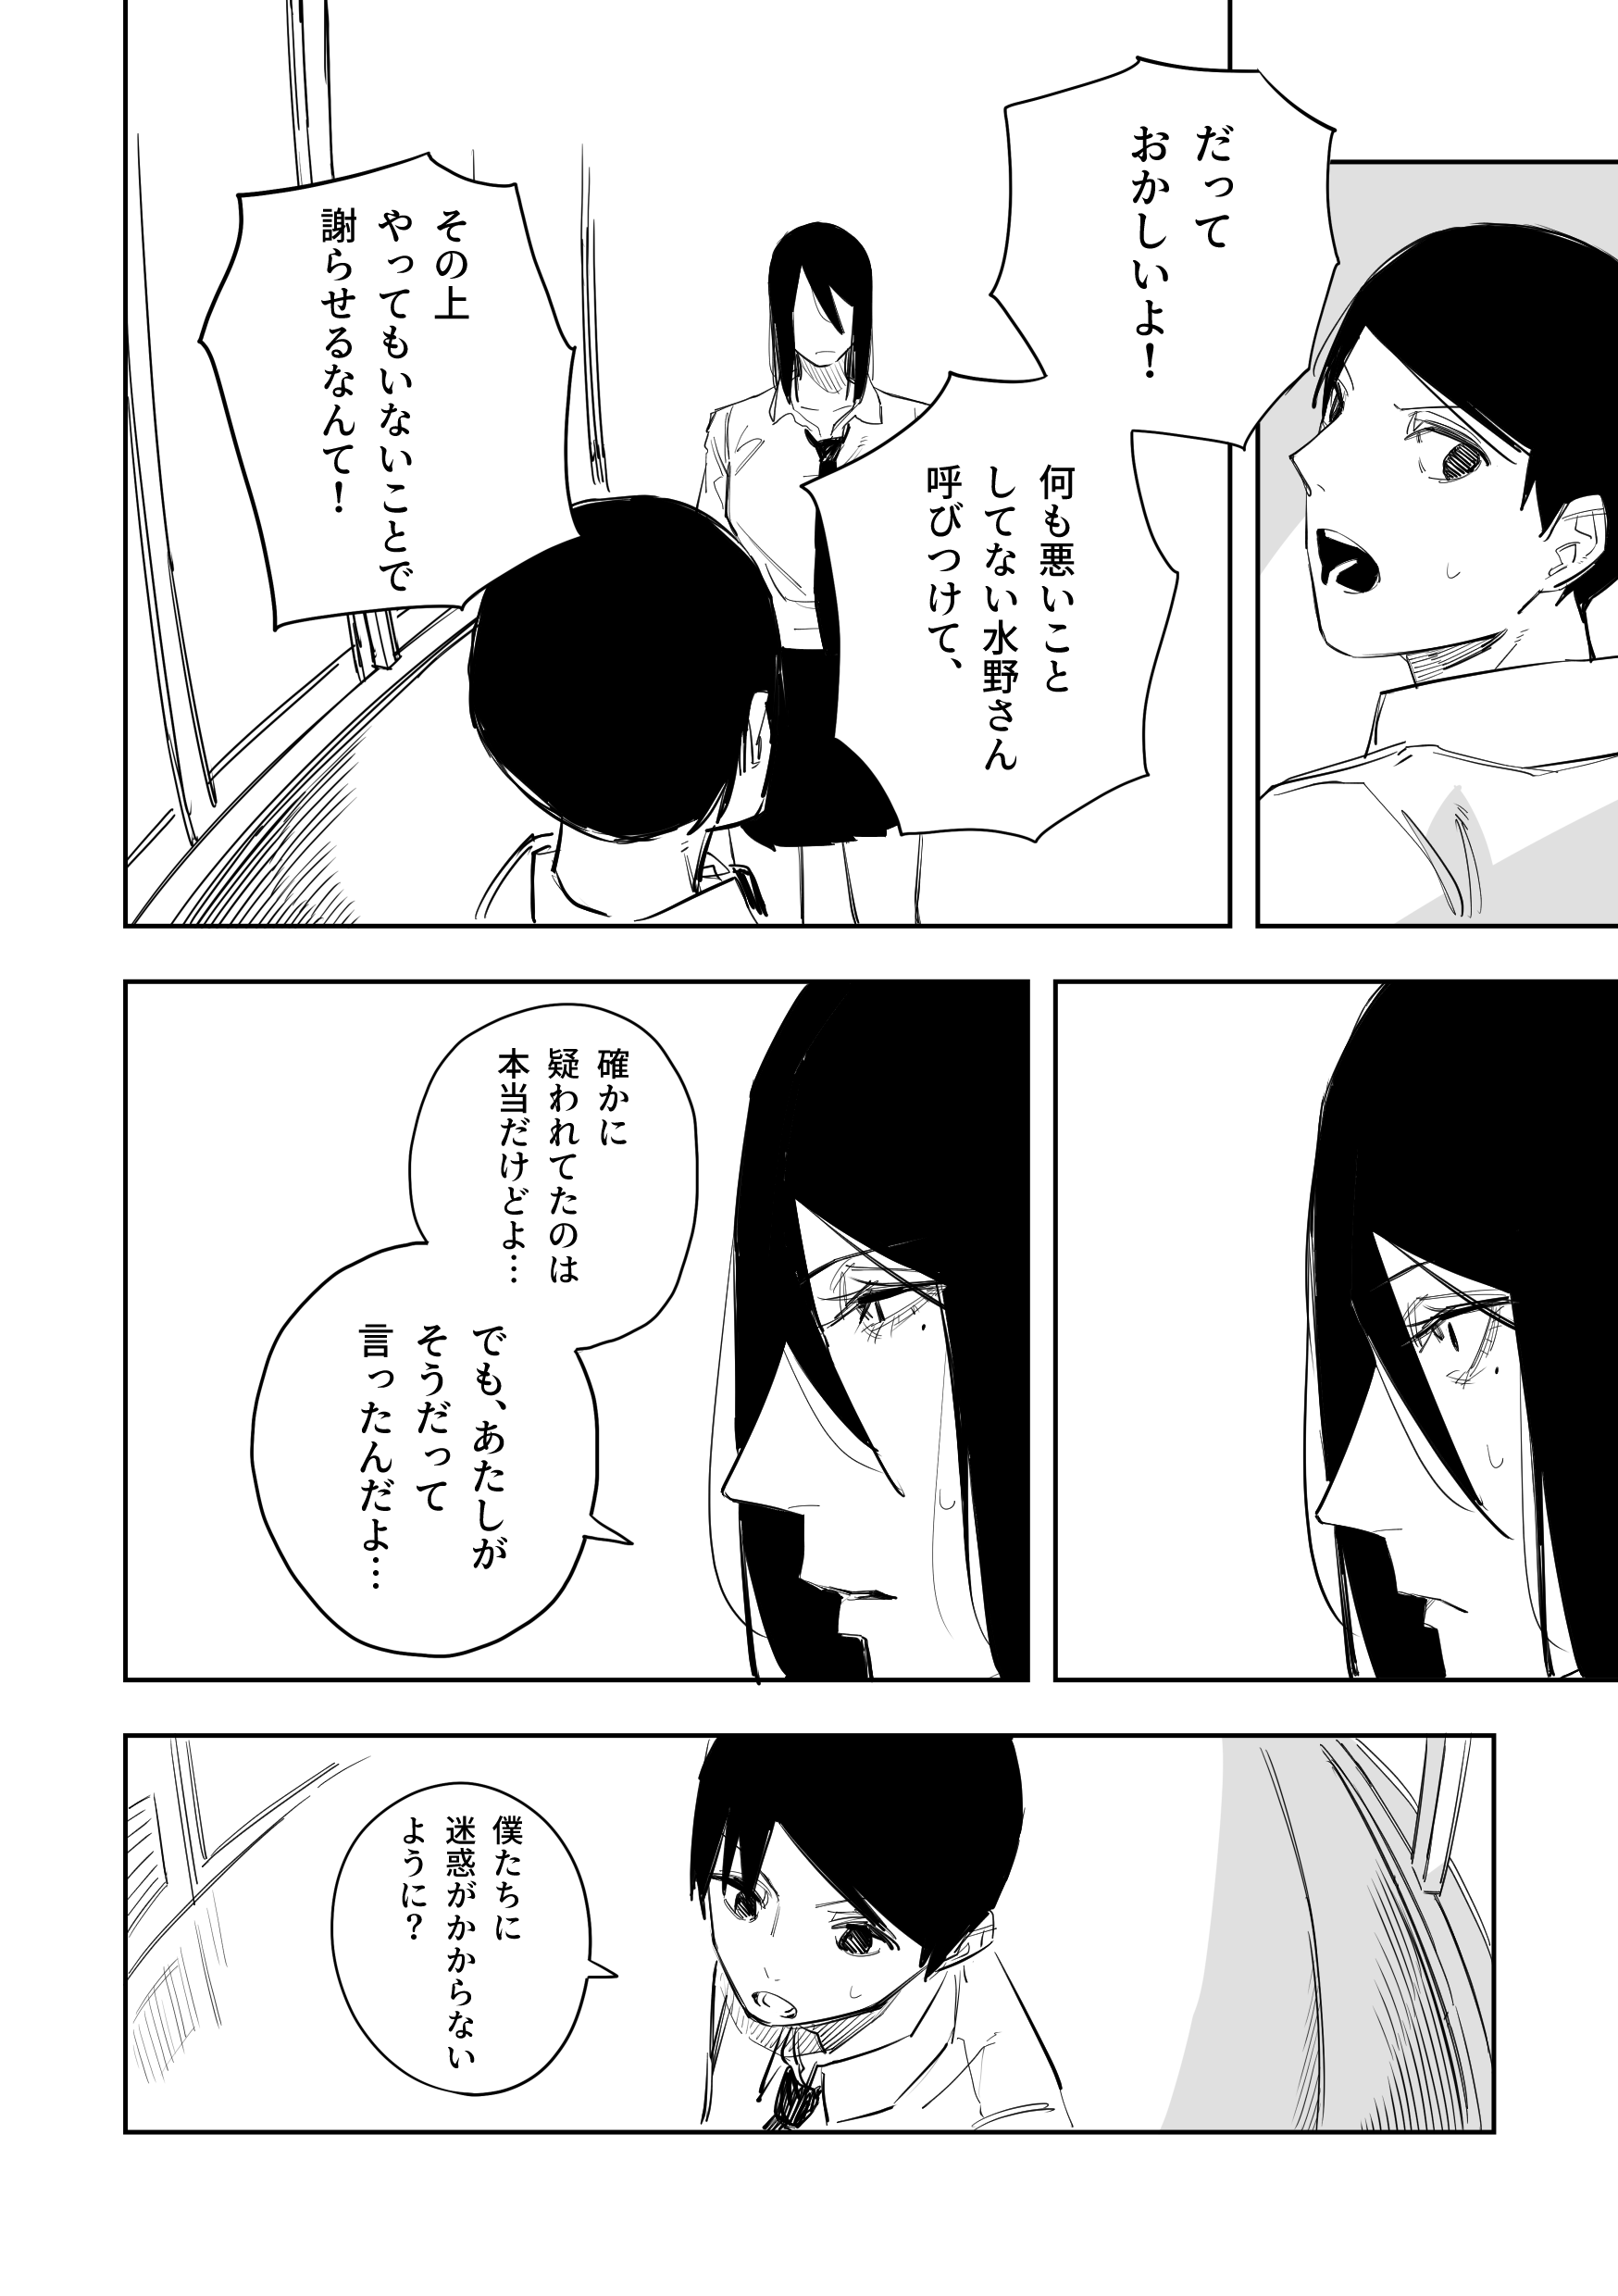 だって
おかしいよ！
何も悪いこと
してない水野さん
呼びつけて、
その上
やってもいないことで
謝らせるなんて！
確かに
疑われてたのは
本当だけどよ…
でも、あたしが
そうだって
言ったんだよ…
僕たちに
迷惑がかからない
ように？